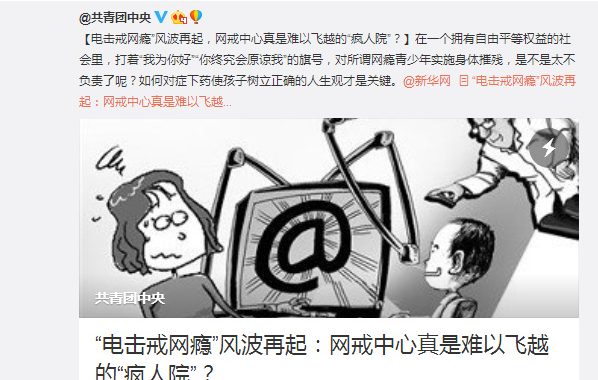 @共青团中央
【电击戒网瘾”风波再起，网戒中心真是难以飞越的“疯人院”？】在一个拥有自由平等权益的社
会里，打着“我为你好”“你终究会原谅我”的旗号，对所谓网瘾青少年实施身体摧残，是不是太不
负责了呢？如何对症下药使孩子树立正确的人生观才是关键。@新华网 “电击戒网瘾”风波再
起：网戒中心真是难以飞越...
@
共青团中央
“电击戒网瘾”风波再起：网戒中心真是难以飞越
的“疯人院”？